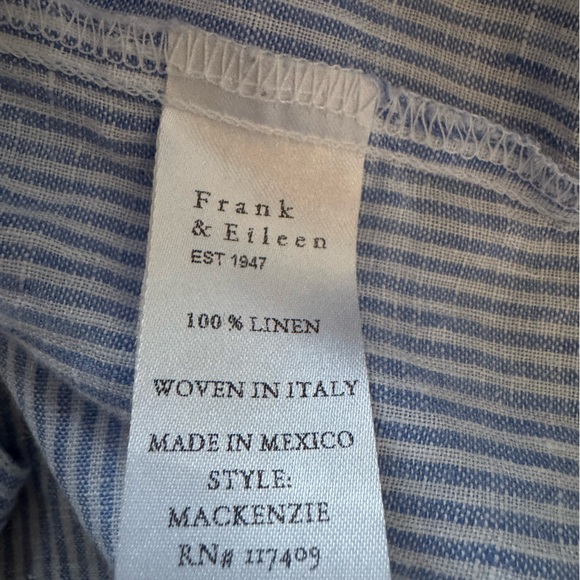 Frank
& Eileen
EST 1947
100% LINEN
WOVEN IN ITALY
MADE IN MEXICO
STYLE:
MACKENZIE
RN# 117409